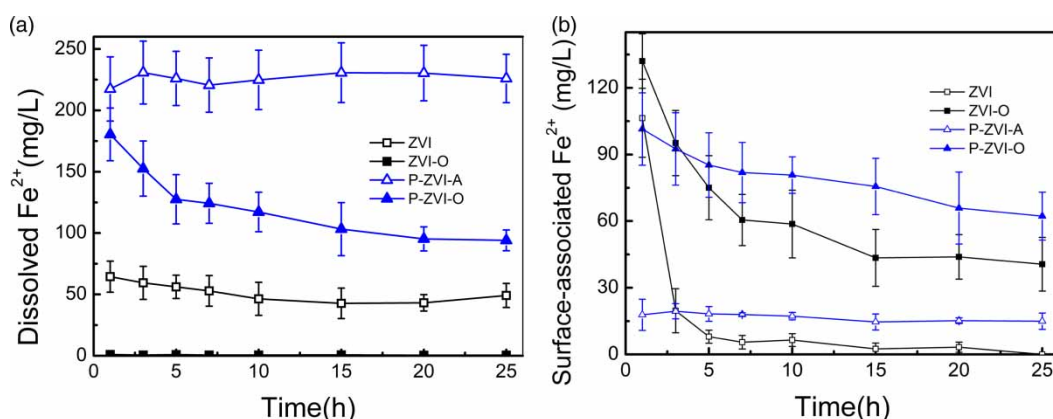 (a)
250
200
150
100
50
0
Dissolved Fe²⁺(mg/L)
ZVI
ZVI-O
P-ZVI-A
P-ZVI-O
0 5 10 15 20 25
Time(h)
(b)
120
90
60
30
0
Surface-associated Fe²⁺ (mg/L)
ZVI
ZVI-O
P-ZVI-A
P-ZVI-O
0 5 10 15 20 25
Time(h)